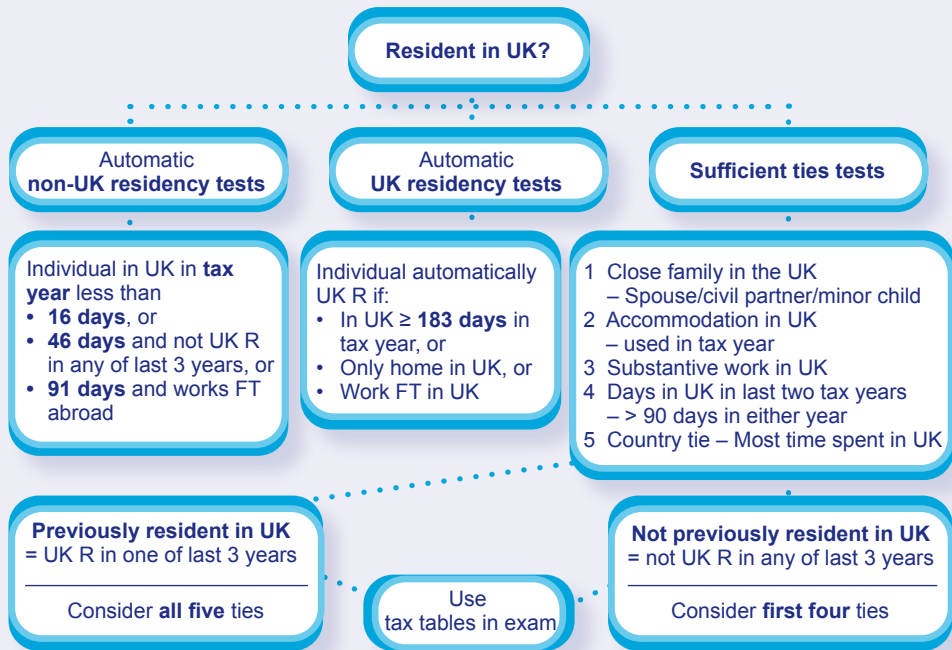 Resident in UK?
Automatic
non-UK residency tests
Automatic
UK residency tests
Sufficient ties tests
Individual in UK in tax
year less than
• 16 days, or
• 46 days and not UK R
in any of last 3 years, or
• 91 days and works FT
abroad
Individual automatically
UK R if:
• In UK ≥ 183 days in
tax year, or
• Only home in UK, or
• Work FT in UK
1 Close family in the UK
– Spouse/civil partner/minor child
2 Accommodation in UK
– used in tax year
3 Substantive work in UK
4 Days in UK in last two tax years
– > 90 days in either year
5 Country tie – Most time spent in UK
Previously resident in UK
= UK R in one of last 3 years
Consider all five ties
Use
tax tables in exam
Not previously resident in UK
= not UK R in any of last 3 years
Consider first four ties